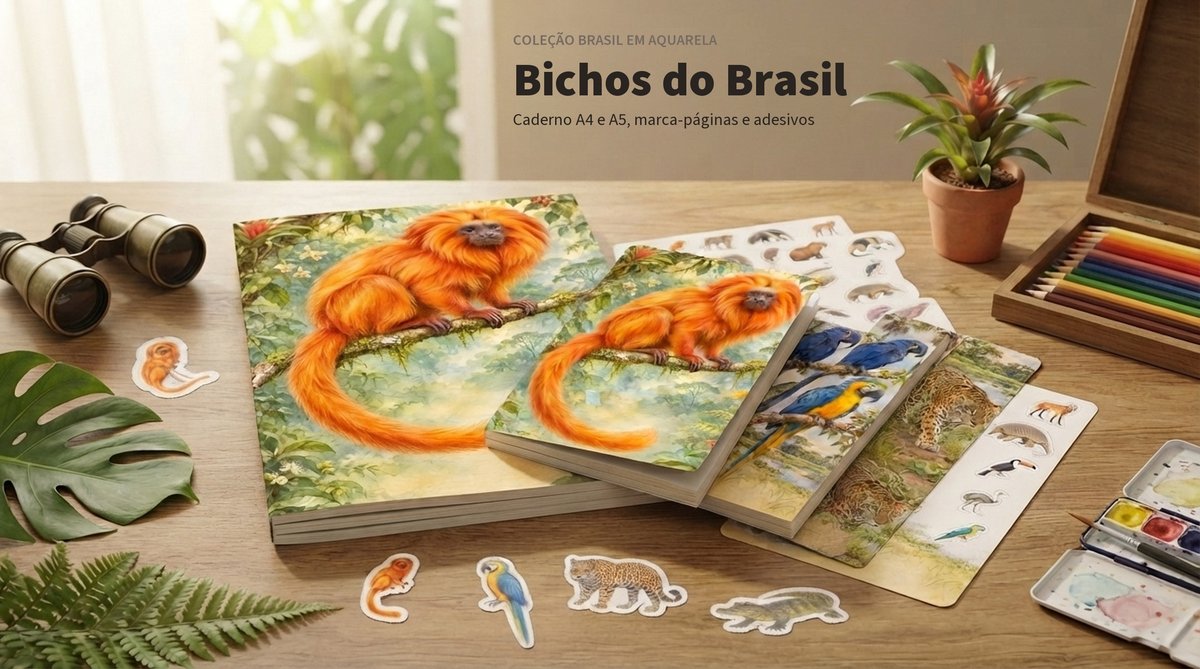 COLEÇÃO BRASIL EM AQUARELA
Bichos do Brasil
Caderno A4 e A5, marca-páginas e adesivos